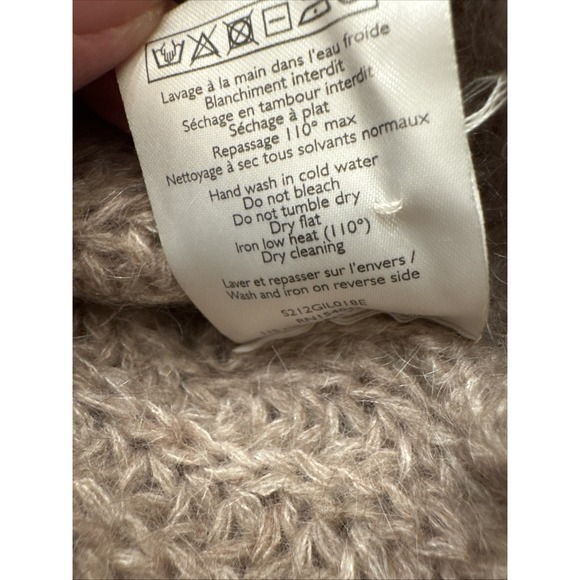 Lavage à la main dans l'eau froide
Blanchiment interdit
Séchage en tambour interdit
Séchage à plat
Repassage 110° max
Nettoyage à sec tous solvants normaux
Hand wash in cold water
Do not bleach
Do not tumble dry
Dry flat
Iron low heat (110°)
Dry cleaning
Laver et repasser sur l'envers /
Wash and iron on reverse side
S212GIL018E